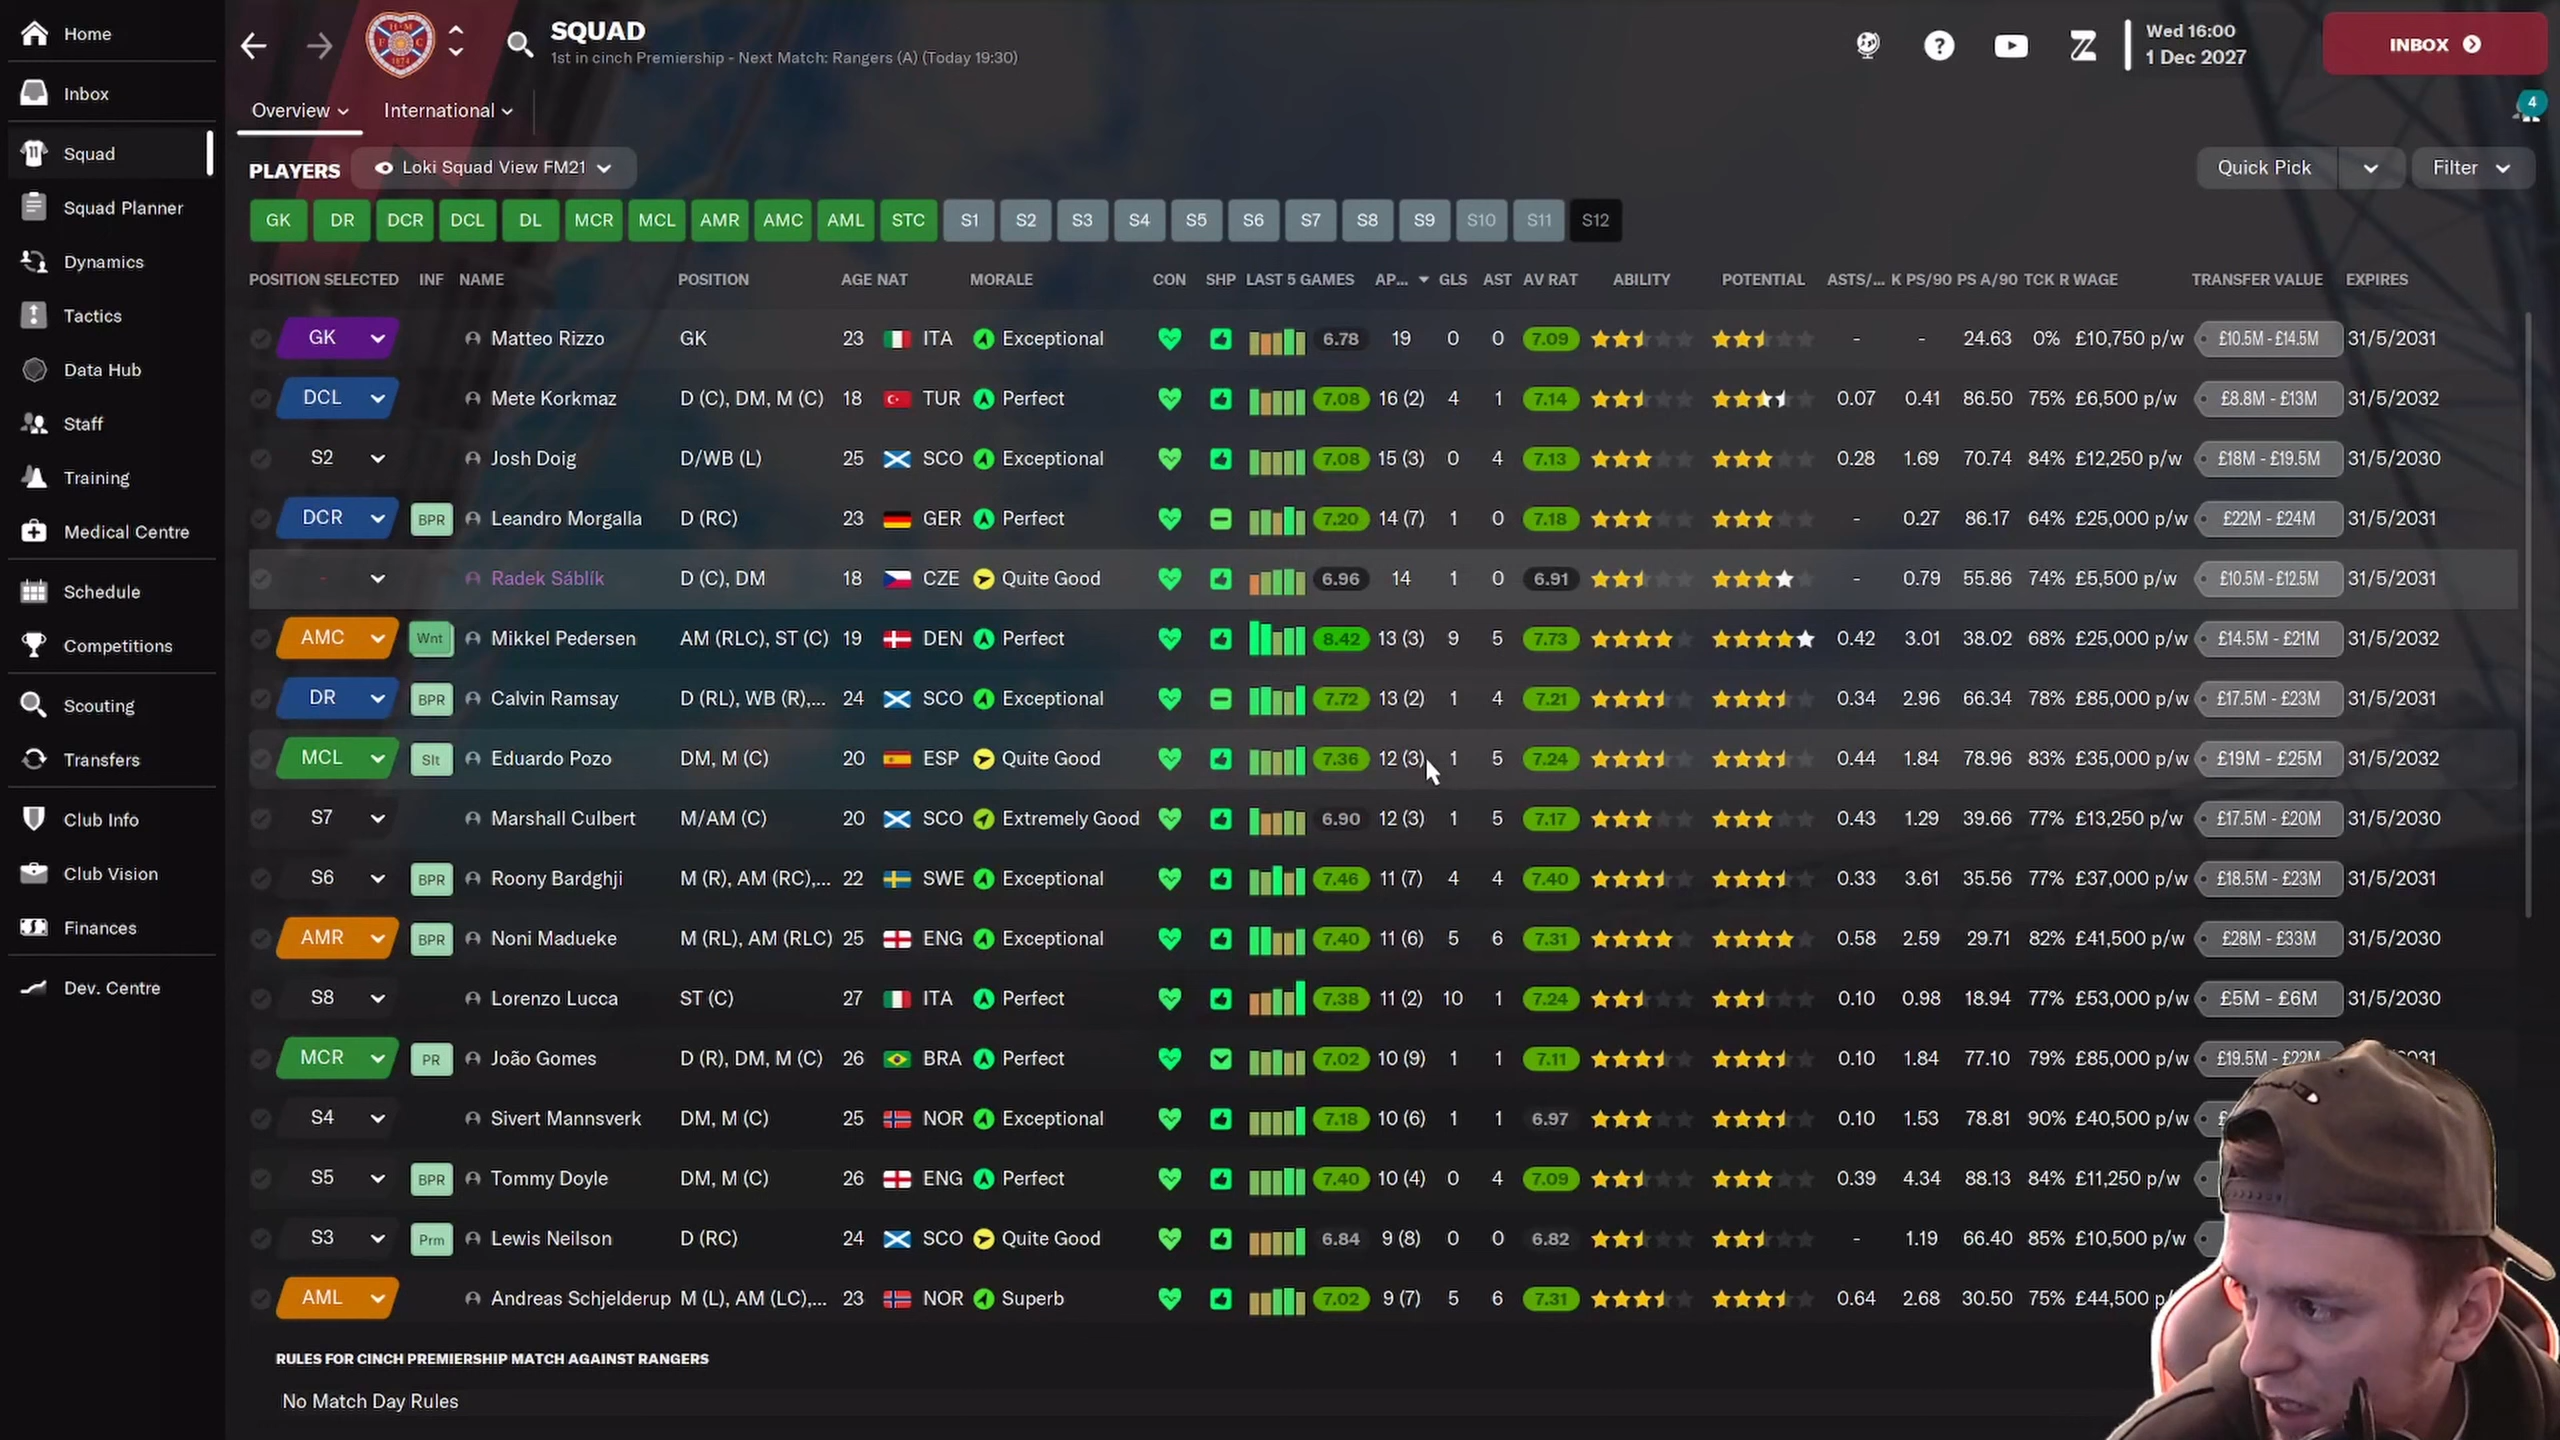 Home
Inbox
Squad
Squad Planner
Dynamics
Tactics
Data Hub
Staff
Training
Medical Centre
Schedule
Competitions
Scouting
Transfers
Club Info
Club Vision
Finances
Dev. Centre
SQUAD
1st in cinch Premiership - Next Match: Rangers (A) (Today 19:30)
Wed 16:00
1 Dec 2027
INBOX
4
Overview International
PLAYERS Loki Squad View FM21 Quick Pick Filter
GK DR DCR DCL DL MCR MCL AMR AMC AML STC S1 S2 S3 S4 S5 S6 S7 S8 S9 S10 S11 S12
POSITION SELECTED INF NAME POSITION AGE NAT MORALE CON SHP LAST 5 GAMES AP... GLS AST AV RAT ABILITY POTENTIAL ASTS/... K PS/90 PS A/90 TCK R WAGE TRANSFER VALUE EXPIRES
GK Matteo Rizzo GK 23 ITA Exceptional 6.78 19 0 0 7.09 - - 24.63 0% £10,750 p/w £10.5M - £14.5M 31/5/2031
DCL Mete Korkmaz D (C), DM, M (C) 18 TUR Perfect 7.08 16 (2) 4 1 7.14 0.07 0.41 86.50 75% £6,500 p/w £8.8M - £13M 31/5/2032
S2 Josh Doig D/WB (L) 25 SCO Exceptional 7.08 15 (3) 0 4 7.13 0.28 1.69 70.74 84% £12,250 p/w £18M - £19.5M 31/5/2030
DCR BPR Leandro Morgalla D (RC) 23 GER Perfect 7.20 14 (7) 1 0 7.18 - 0.27 86.17 64% £25,000 p/w £22M - £24M 31/5/2031
- Radek Sáblík D (C), DM 18 CZE Quite Good 6.96 14 1 0 6.91 - 0.79 55.86 74% £5,500 p/w £10.5M - £12.5M 31/5/2031
AMC Wnt Mikkel Pedersen AM (RLC), ST (C) 19 DEN Perfect 8.42 13 (3) 9 5 7.73 0.42 3.01 38.02 68% £25,000 p/w £14.5M - £21M 31/5/2032
DR BPR Calvin Ramsay D (RL), WB (R),... 24 SCO Exceptional 7.72 13 (2) 1 4 7.21 0.34 2.96 66.34 78% £85,000 p/w £17.5M - £23M 31/5/2031
MCL Slt Eduardo Pozo DM, M (C) 20 ESP Quite Good 7.36 12 (3) 1 5 7.24 0.44 1.84 78.96 83% £35,000 p/w £19M - £25M 31/5/2032
S7 Marshall Culbert M/AM (C) 20 SCO Extremely Good 6.90 12 (3) 1 5 7.17 0.43 1.29 39.66 77% £13,250 p/w £17.5M - £20M 31/5/2030
S6 BPR Roony Bardghji M (R), AM (RC),... 22 SWE Exceptional 7.46 11 (7) 4 4 7.40 0.33 3.61 35.56 77% £37,000 p/w £18.5M - £23M 31/5/2031
AMR BPR Noni Madueke M (RL), AM (RLC) 25 ENG Exceptional 7.40 11 (6) 5 6 7.31 0.58 2.59 29.71 82% £41,500 p/w £28M - £33M 31/5/2030
S8 Lorenzo Lucca ST (C) 27 ITA Perfect 7.38 11 (2) 10 1 7.24 0.10 0.98 18.94 77% £53,000 p/w £5M - £6M 31/5/2030
MCR PR João Gomes D (R), DM, M (C) 26 BRA Perfect 7.02 10 (9) 1 1 7.11 0.10 1.84 77.10 79% £85,000 p/w £19.5M - £22M
S4 Sivert Mannsverk DM, M (C) 25 NOR Exceptional 7.18 10 (6) 1 1 6.97 0.10 1.53 78.81 90% £40,500 p/w
S5 BPR Tommy Doyle DM, M (C) 26 ENG Perfect 7.40 10 (4) 0 4 7.09 0.39 4.34 88.13 84% £11,250 p/w
S3 Prm Lewis Neilson D (RC) 24 SCO Quite Good 6.84 9 (8) 0 0 6.82 - 1.19 66.40 85% £10,500 p/w
AML Andreas Schjelderup M (L), AM (LC),... 23 NOR Superb 7.02 9 (7) 5 6 7.31 0.64 2.68 30.50 75% £44,500
RULES FOR CINCH PREMIERSHIP MATCH AGAINST RANGERS
No Match Day Rules